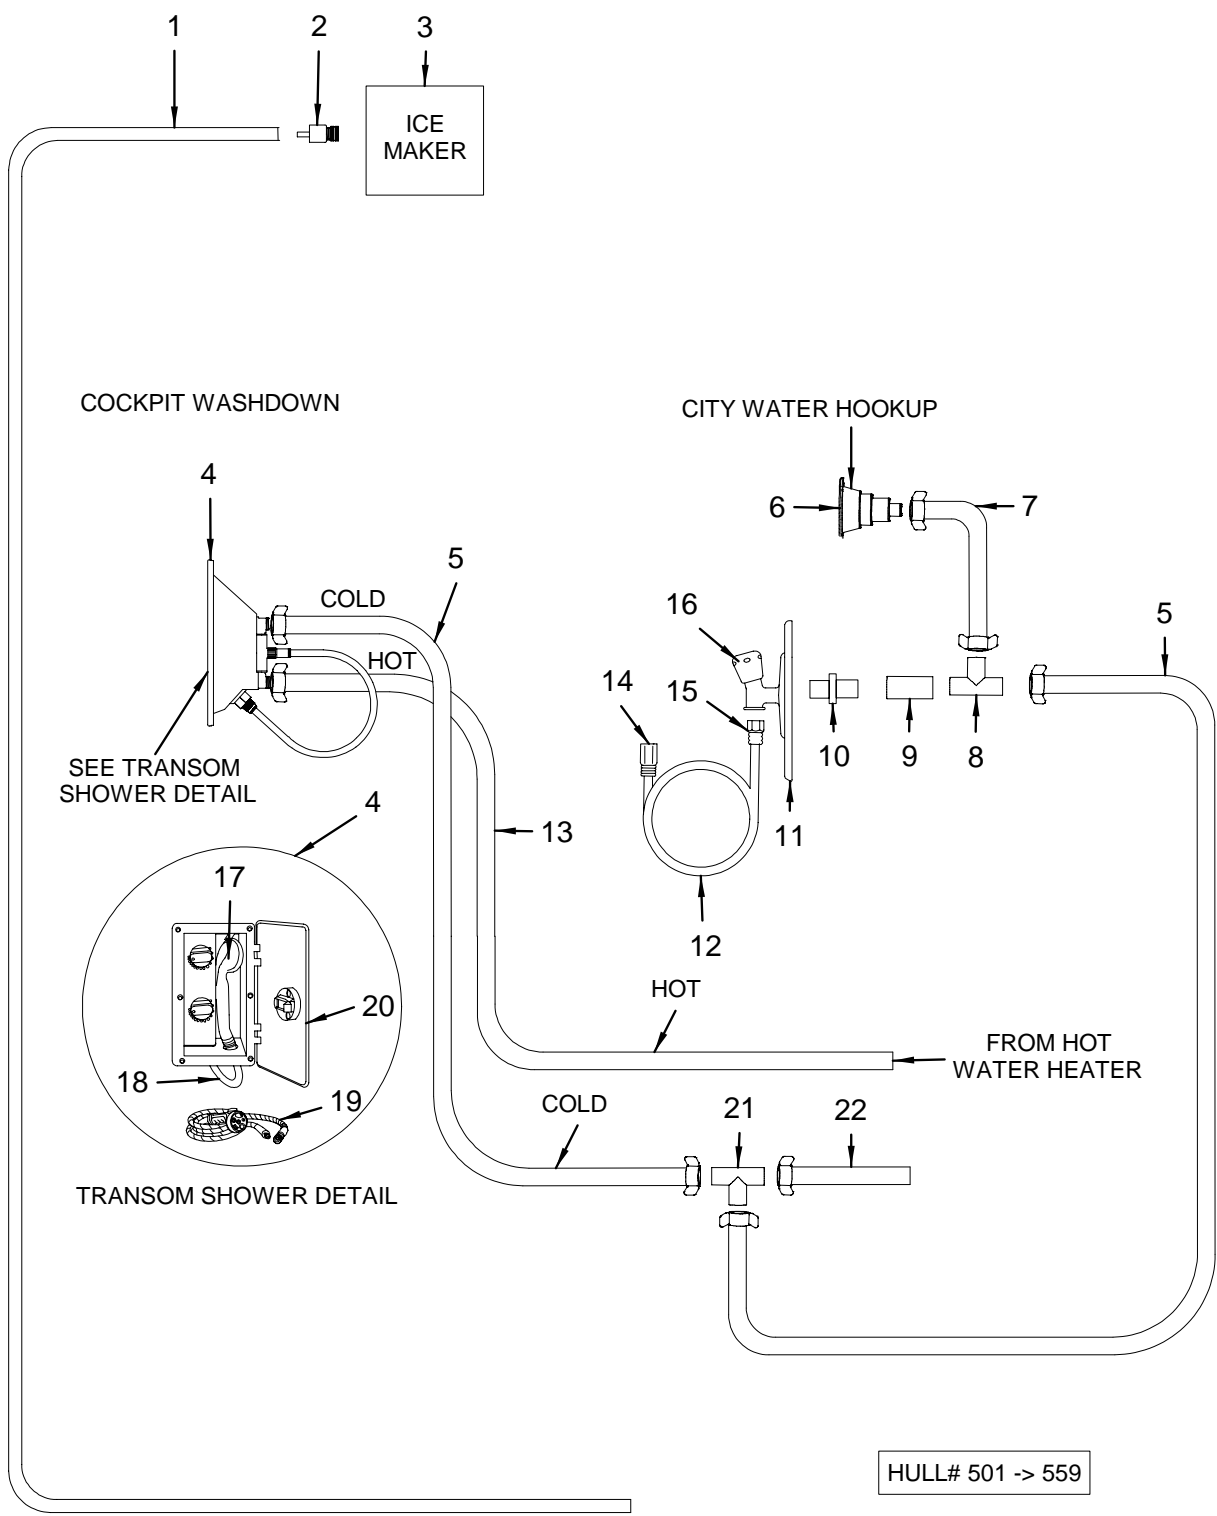 1
2
3
ICE
MAKER
COCKPIT WASHDOWN
CITY WATER HOOKUP
4
6
7
5
COLD
16
5
HOT
14
15
10
9
8
SEE TRANSOM
SHOWER DETAIL
4
13
11
17
12
HOT
20
FROM HOT
WATER HEATER
18
19
COLD
21
22
TRANSOM SHOWER DETAIL
HULL# 501 -> 559